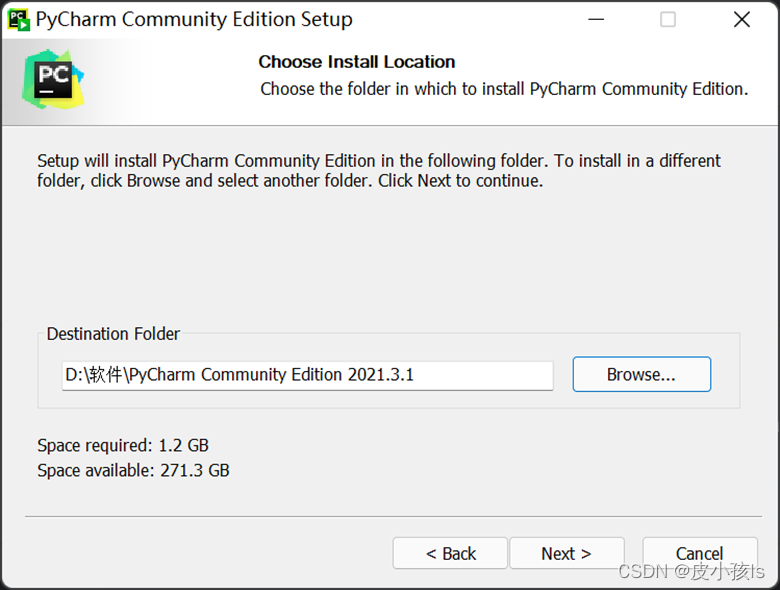 PyCharm Community Edition Setup
PC
Choose Install Location
Choose the folder in which to install PyCharm Community Edition.
Setup will install PyCharm Community Edition in the following folder. To install in a different
folder, click Browse and select another folder. Click Next to continue.
Destination Folder
D:\软件\PyCharm Community Edition 2021.3.1
Browse...
Space required: 1.2 GB
Space available: 271.3 GB
< Back
Next >
Cancel
CSDN @皮小孩ls